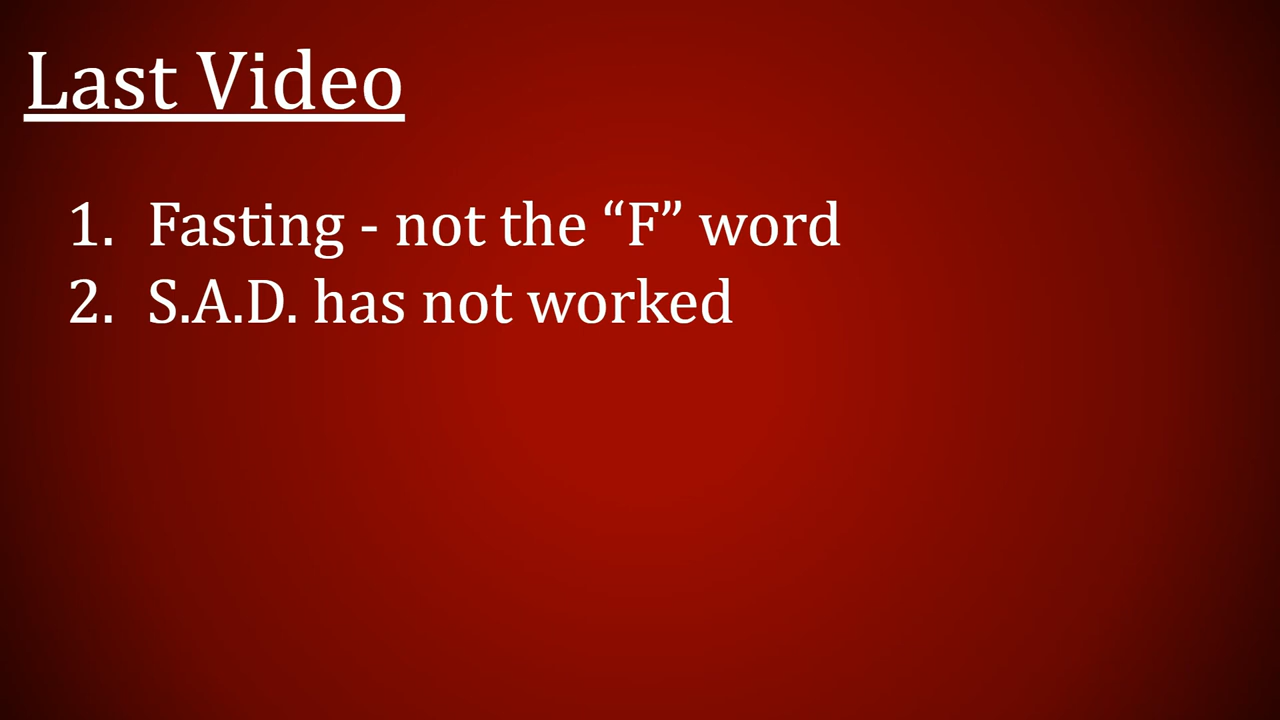 Last Video
1. Fasting - not the “F” word
2. S.A.D. has not worked